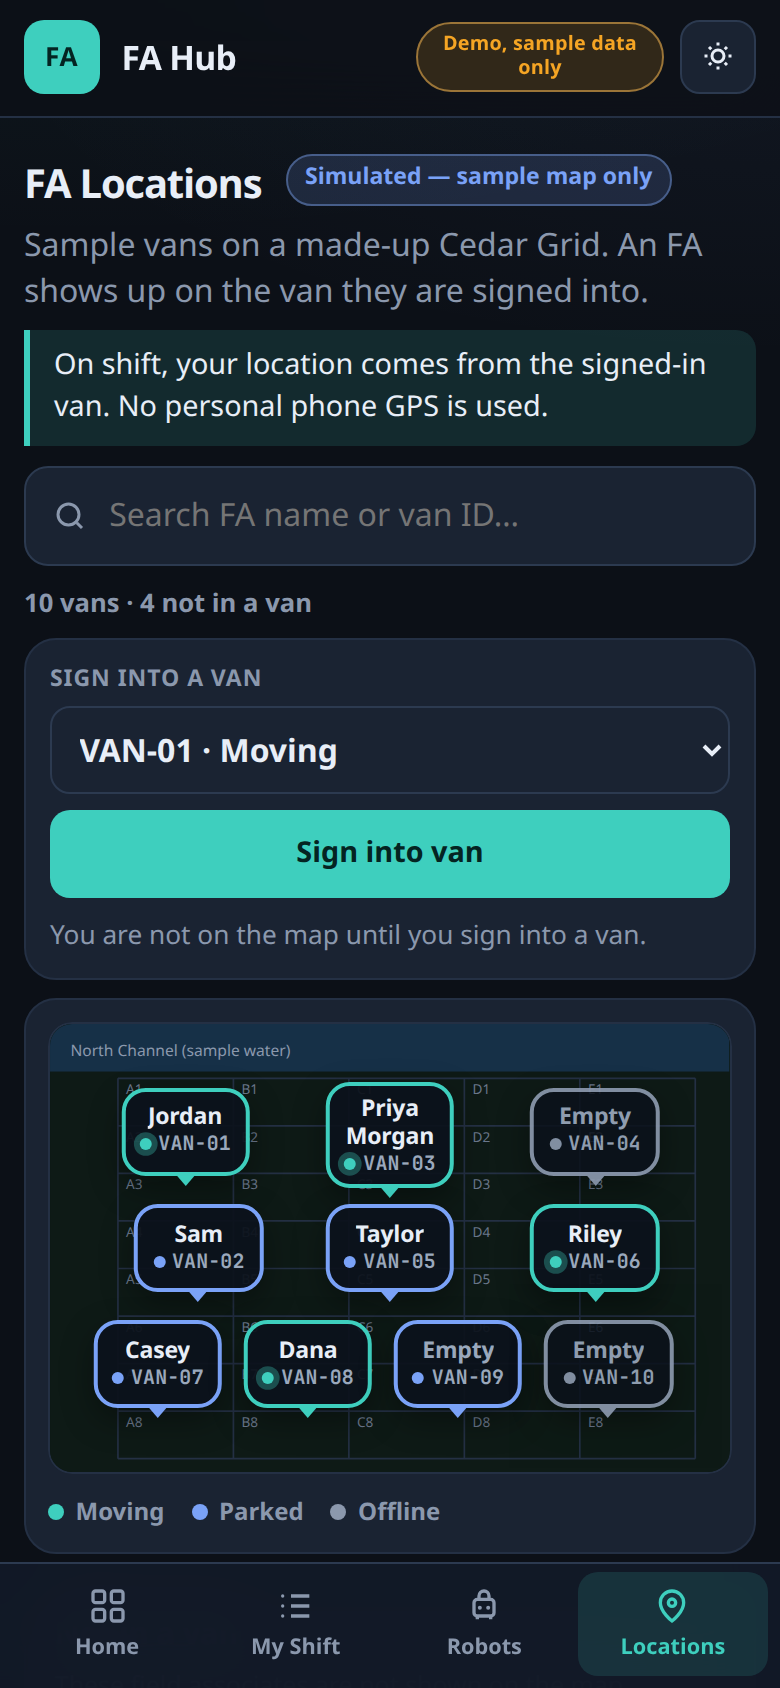 FA
FA Hub
Demo, sample data
only
FA Locations
Simulated — sample map only
Sample vans on a made-up Cedar Grid. An FA
shows up on the van they are signed into.
On shift, your location comes from the signed-in
van. No personal phone GPS is used.
Search FA name or van ID...
10 vans · 4 not in a van
SIGN INTO A VAN
VAN-01 · Moving
Sign into van
You are not on the map until you sign into a van.
North Channel (sample water)
B1
D1
Jordan
VAN-01
Priya
Morgan
VAN-03
Empty
VAN-04
D2
A3
B3
D3
E3
Sam
VAN-02
Taylor
VAN-05
Riley
VAN-06
D4
D5
Casey
VAN-07
Dana
VAN-08
Empty
VAN-09
Empty
VAN-10
A8
B8
C8
D8
E8
Moving
Parked
Offline
Home
My Shift
Robots
Locations